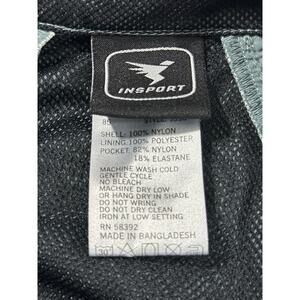 INSPORT
SHELL: 100% NYLON
LINING: 100% POLYESTER
POCKET: 82% NYLON
18% ELASTANE
MACHINE WASH COLD
GENTLE CYCLE
NO BLEACH
MACHINE DRY LOW
OR HANG DRY IN SHADE
DO NOT WRING
DO NOT DRY CLEAN
IRON AT LOW SETTING
RN 58392
MADE IN BANGLADESH
30